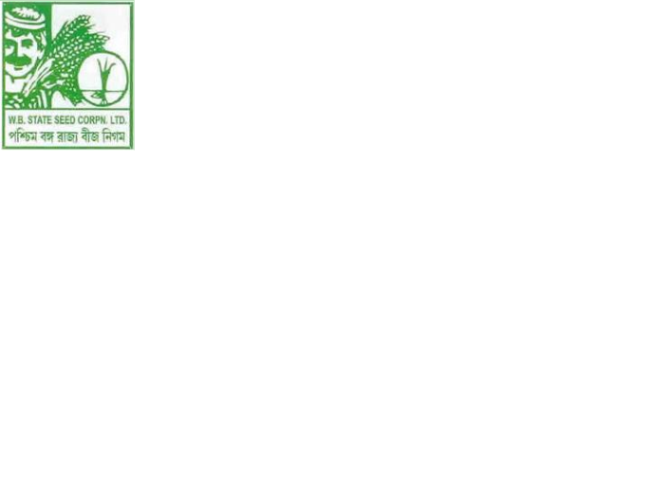 W.B. STATE SEED CORPN. LTD.
পশ্চিম বঙ্গ রাজ্য বীজ নিগম